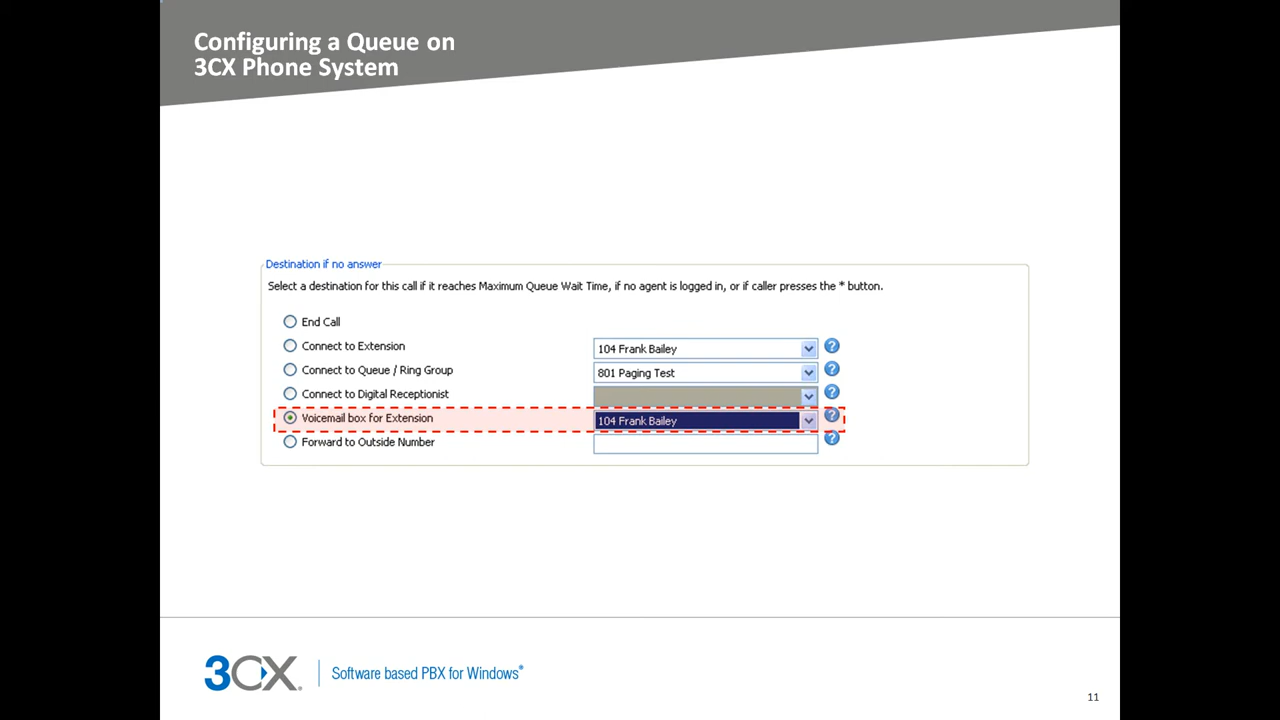 Configuring a Queue on
3CX Phone System
Destination if no answer
Select a destination for this call if it reaches Maximum Queue Wait Time, if no agent is logged in, or if caller presses the * button.
End Call
Connect to Extension 104 Frank Bailey ?
Connect to Queue / Ring Group 801 Paging Test ?
Connect to Digital Receptionist ?
Voicemail box for Extension 104 Frank Bailey ?
Forward to Outside Number ?
3CX® Software based PBX for Windows®
11